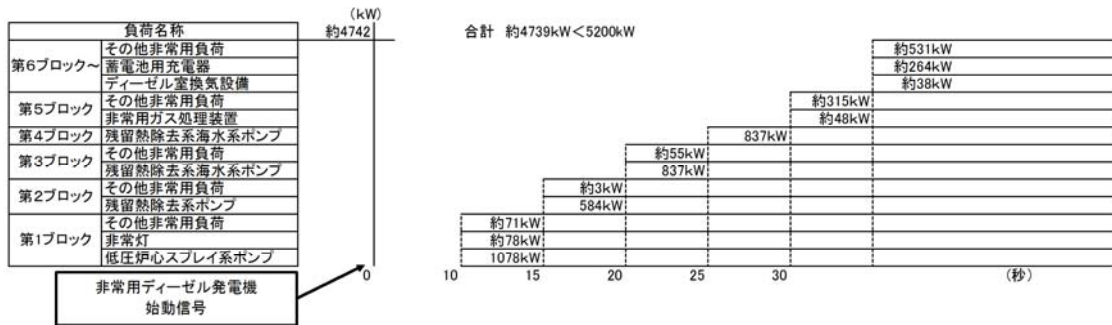 (kW)
負荷名称 約4742 合計 約4739kW<5200kW
第6ブロック～ その他非常用負荷 約531kW
蓄電池用充電器 約264kW
ディーゼル室換気設備 約38kW
第5ブロック その他非常用負荷 約315kW
非常用ガス処理装置 約48kW
第4ブロック 残留熱除去系海水系ポンプ 837kW
第3ブロック その他非常用負荷 約55kW
残留熱除去系海水系ポンプ 837kW
第2ブロック その他非常用負荷 約3kW
残留熱除去系ポンプ 584kW
第1ブロック その他非常用負荷 約71kW
非常灯 約78kW
低圧炉心スプレイ系ポンプ 1078kW
0 10 15 20 25 30 (秒)
非常用ディーゼル発電機
始動信号